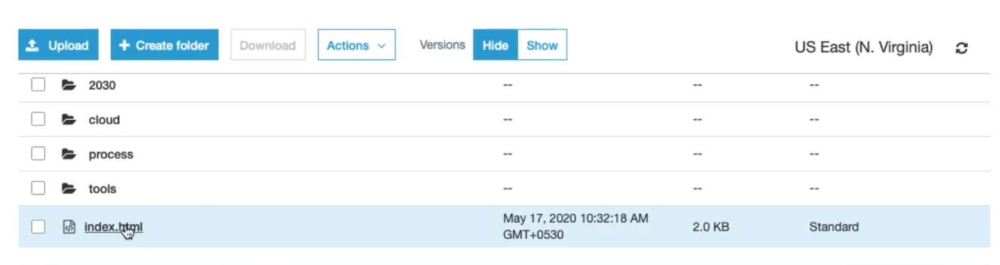 Upload + Create folder Download Actions Versions Hide Show US East (N. Virginia)
2030 -- -- --
cloud -- -- --
process -- -- --
tools -- -- --
index.html May 17, 2020 10:32:18 AM GMT+0530 2.0 KB Standard